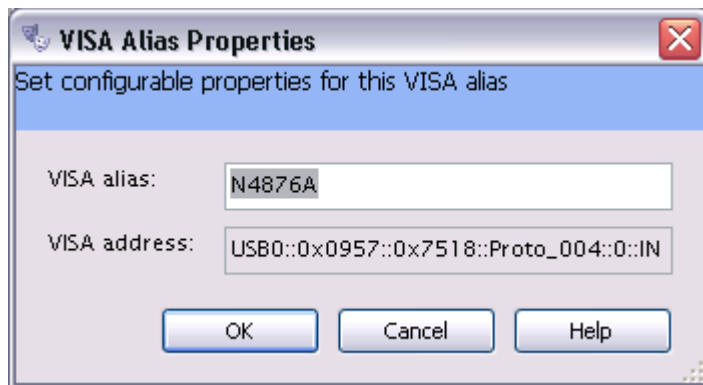 VISA Alias Properties
Set configurable properties for this VISA alias
VISA alias: N4876A
VISA address: USB0::0x0957::0x7518::Proto_004::0::IN
OK Cancel Help